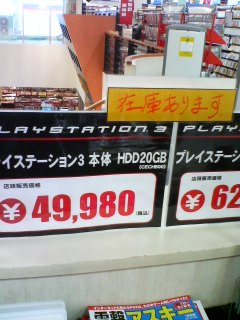 在庫あります
PLAYSTATION 3
PLAY
イステーション3 本体 HDD20GB
(CECHB00)
プレイステーシ
店頭販売価格
¥49,980(税込)
店頭販売価格
¥62
電撃アスキー